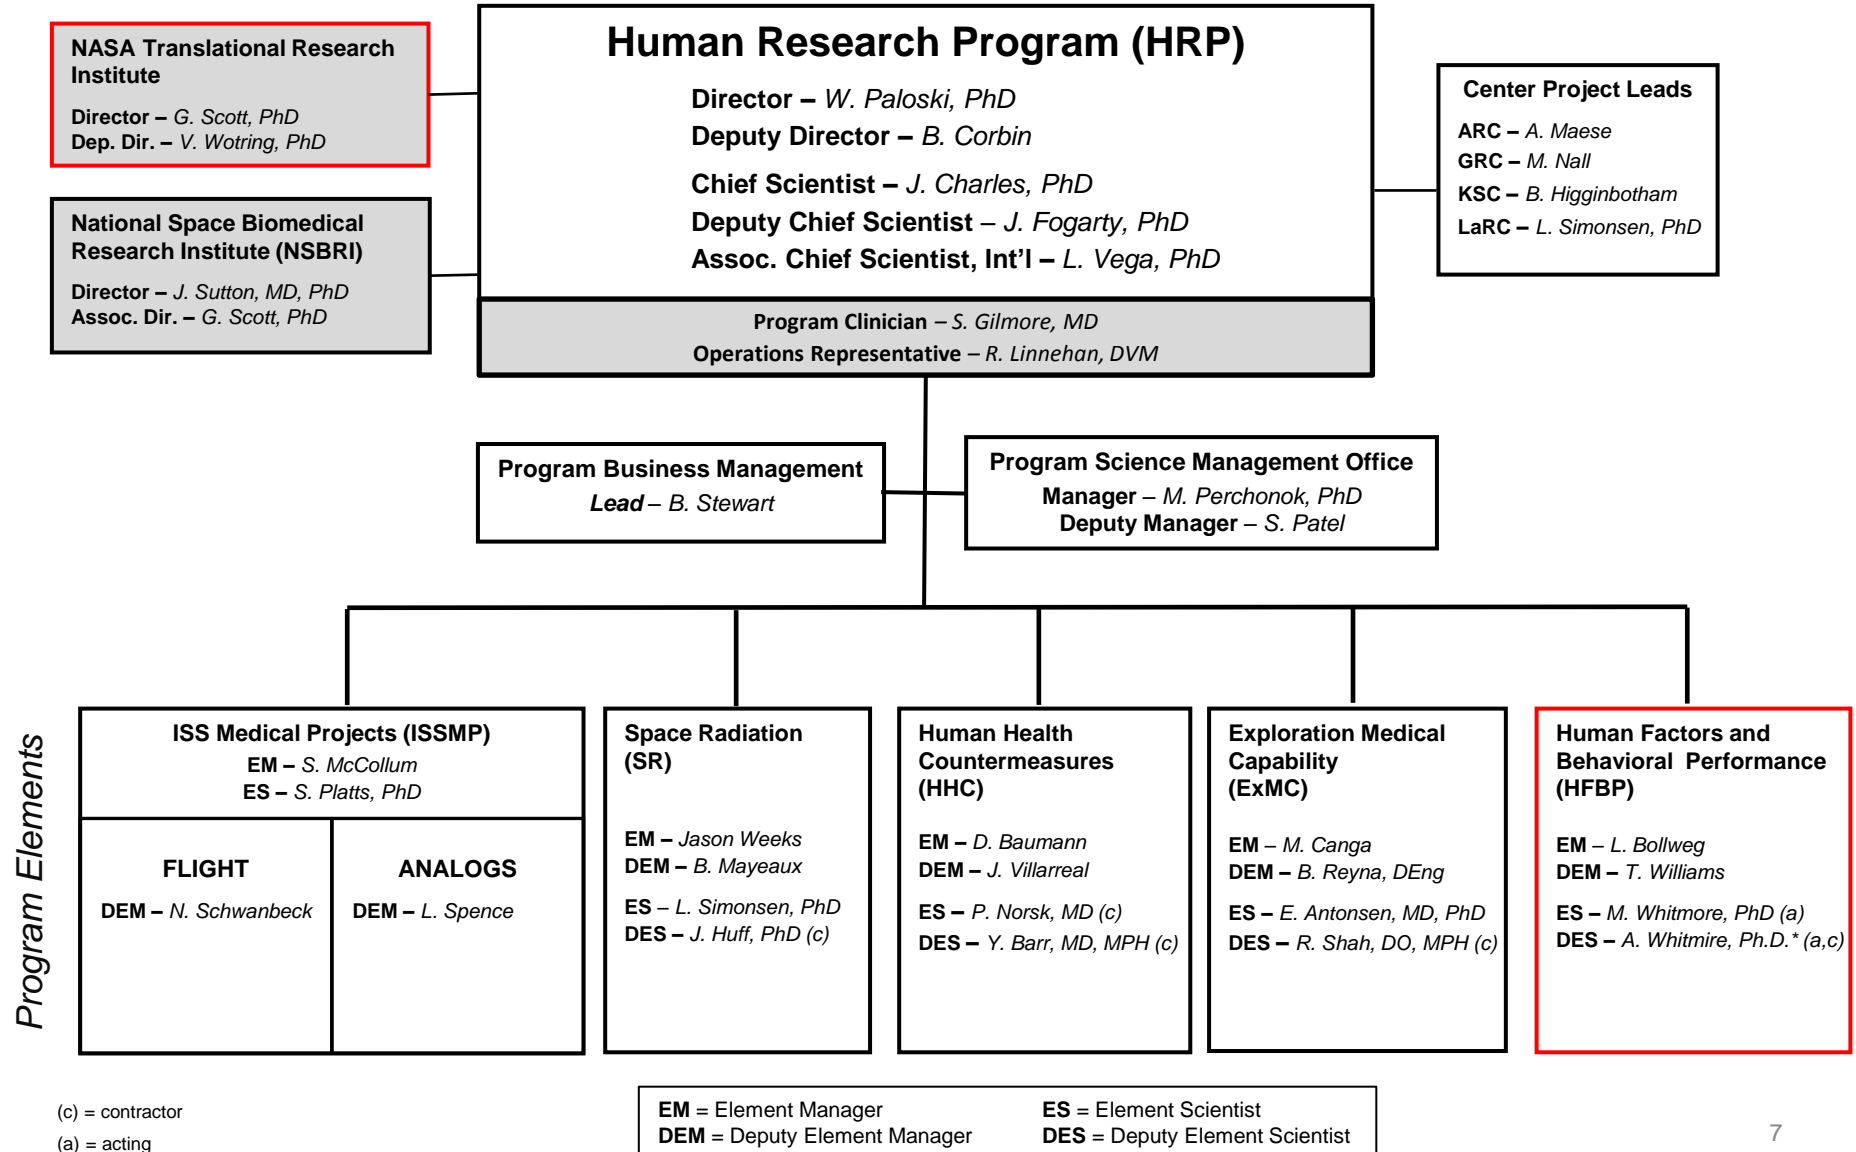 NASA Translational Research
Institute
Director – G. Scott, PhD
Dep. Dir. – V. Wotring, PhD
National Space Biomedical
Research Institute (NSBRI)
Director – J. Sutton, MD, PhD
Assoc. Dir. – G. Scott, PhD
Human Research Program (HRP)
Director – W. Paloski, PhD
Deputy Director – B. Corbin
Chief Scientist – J. Charles, PhD
Deputy Chief Scientist – J. Fogarty, PhD
Assoc. Chief Scientist, Int'l – L. Vega, PhD
Program Clinician – S. Gilmore, MD
Operations Representative – R. Linnehan, DVM
Center Project Leads
ARC – A. Maese
GRC – M. Nall
KSC – B. Higginbotham
LaRC – L. Simonsen, PhD
Program Business Management
Lead – B. Stewart
Program Science Management Office
Manager – M. Perchonok, PhD
Deputy Manager – S. Patel
Program Elements
ISS Medical Projects (ISSMP)
EM – S. McCollum
ES – S. Platts, PhD
FLIGHT
DEM – N. Schwanbeck
ANALOGS
DEM – L. Spence
Space Radiation
(SR)
EM – Jason Weeks
DEM – B. Mayeaux
ES – L. Simonsen, PhD
DES – J. Huff, PhD (c)
Human Health
Countermeasures
(HHC)
EM – D. Baumann
DEM – J. Villarreal
ES – P. Norsk, MD (c)
DES – Y. Barr, MD, MPH (c)
Exploration Medical
Capability
(ExMC)
EM – M. Canga
DEM – B. Reyna, DEng
ES – E. Antonsen, MD, PhD
DES – R. Shah, DO, MPH (c)
Human Factors and
Behavioral Performance
(HFBP)
EM – L. Bollweg
DEM – T. Williams
ES – M. Whitmore, PhD (a)
DES – A. Whitmire, Ph.D.* (a,c)
(c) = contractor
(a) = acting
EM = Element Manager
DEM = Deputy Element Manager
ES = Element Scientist
DES = Deputy Element Scientist
7